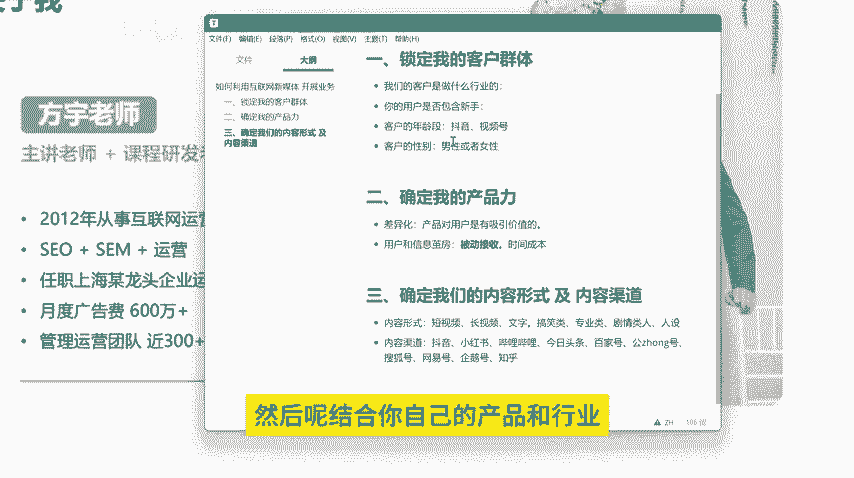 于我
方宇老师
主讲老师 + 课程研发
2012年从事互联网运营
SEO + SEM + 运营
任职上海某龙头企业运
月度广告费 600万+
管理运营团队 近300+
T
文件(F) 编辑(E) 段落(P) 格式(O) 视图(V) 主题(T) 帮助(H)
文件 大纲
如何利用互联网新媒体 开展业务
一、锁定我的客户群体
二、确定我的产品力
三、确定我们的内容形式 及
内容渠道
一、锁定我的客户群体
我们的客户是做什么行业的：
你的用户是否包含新手：
客户的年龄段：抖音、视频号
客户的性别：男性或者女性
二、确定我的产品力
差异化：产品对用户是有吸引价值的。
用户和信息茧房：被动接收。时间成本
三、确定我们的内容形式 及 内容渠道
内容形式：短视频、长视频、文字。搞笑类、专业类、剧情类人、人设
内容渠道：抖音、小红书、哔哩哔哩、今日头条、百家号、公zhong号、
搜狐号、网易号、企鹅号、知乎
ZH 106 词
然后呢结合你自己的产品和行业